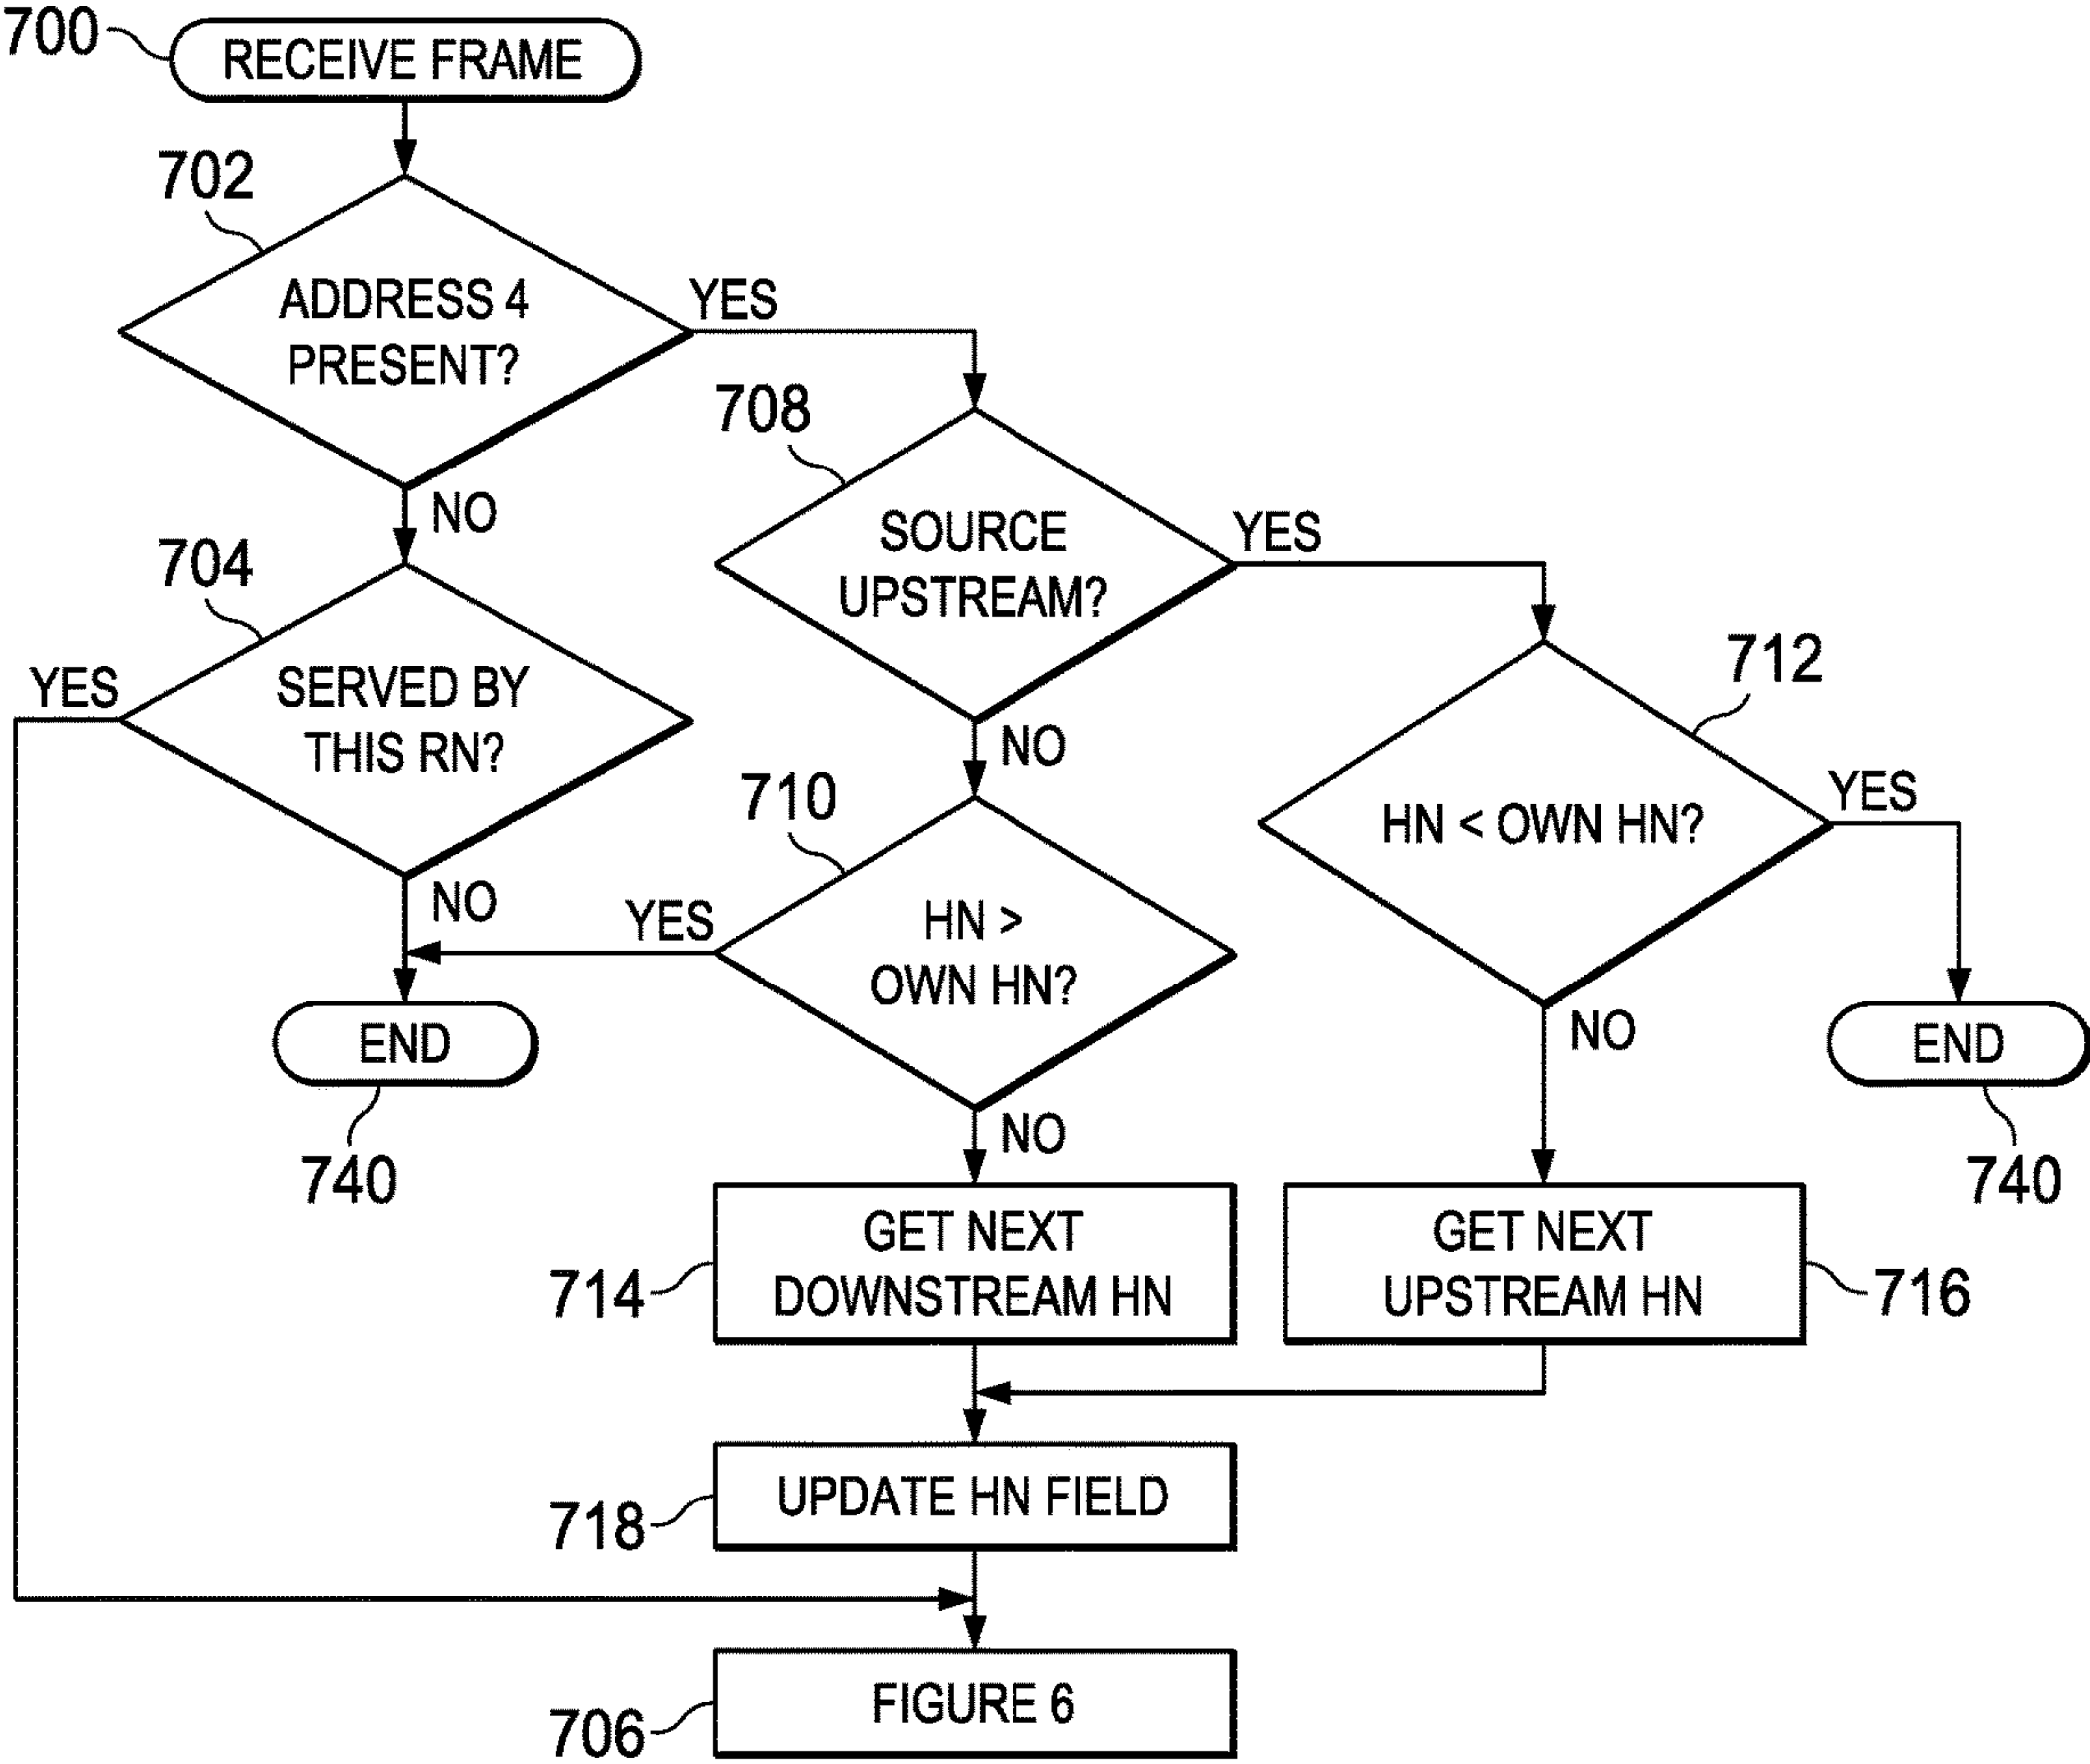 700
RECEIVE FRAME
702
ADDRESS 4
PRESENT?
YES
NO
708
SOURCE
UPSTREAM?
YES
NO
704
SERVED BY
THIS RN?
YES
NO
712
HN < OWN HN?
YES
NO
710
HN >
OWN HN?
YES
NO
END
740
END
740
714
GET NEXT
DOWNSTREAM HN
GET NEXT
UPSTREAM HN
716
718
UPDATE HN FIELD
706
FIGURE 6